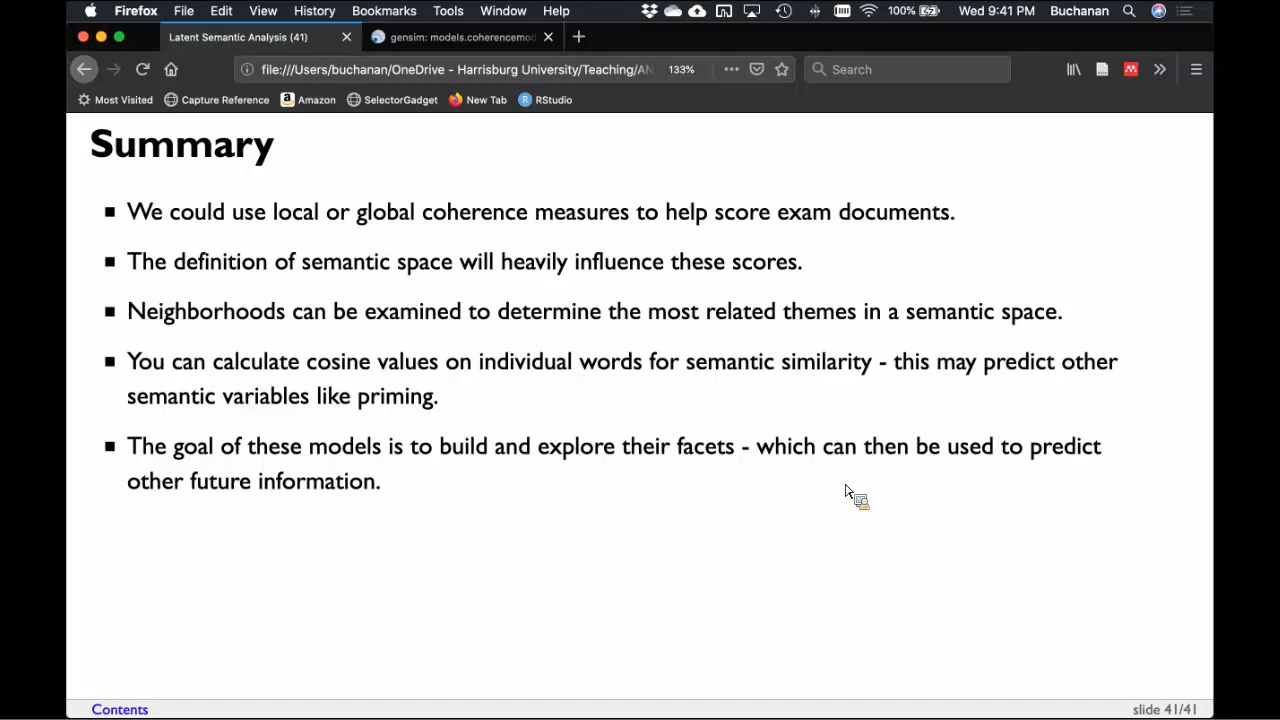 Firefox File Edit View History Bookmarks Tools Window Help 100% Wed 9:41 PM Buchanan
Latent Semantic Analysis (41) gensim: models.coherencemod
file:///Users/buchanan/OneDrive - Harrisburg University/Teaching/AN 133% Search
Most Visited Capture Reference Amazon SelectorGadget New Tab RStudio
Summary
We could use local or global coherence measures to help score exam documents.
The definition of semantic space will heavily influence these scores.
Neighborhoods can be examined to determine the most related themes in a semantic space.
You can calculate cosine values on individual words for semantic similarity - this may predict other
semantic variables like priming.
The goal of these models is to build and explore their facets - which can then be used to predict
other future information.
Contents slide 41/41